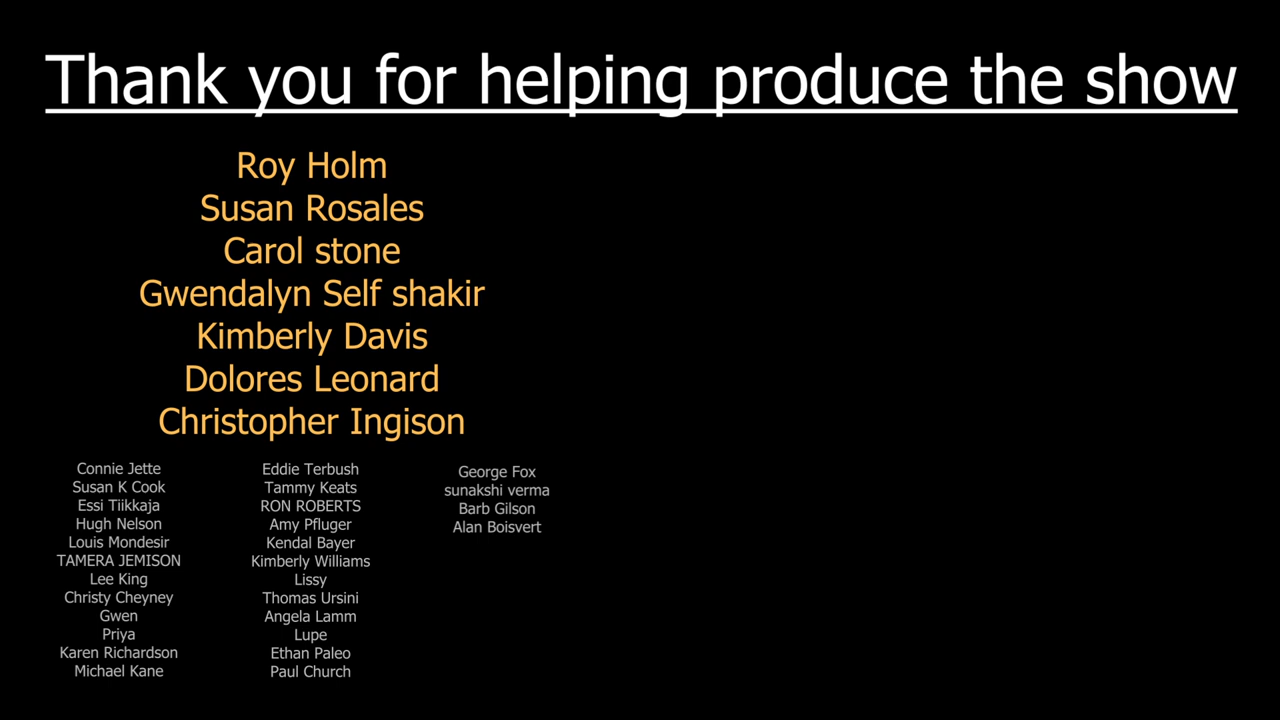 Thank you for helping produce the show
Roy Holm
Susan Rosales
Carol stone
Gwendalyn Self shakir
Kimberly Davis
Dolores Leonard
Christopher Ingison
Connie Jette
Susan K Cook
Essi Tiikkaja
Hugh Nelson
Louis Mondesir
TAMERA JEMISON
Lee King
Christy Cheyney
Gwen
Priya
Karen Richardson
Michael Kane
Eddie Terbush
Tammy Keats
RON ROBERTS
Amy Pfluger
Kendal Bayer
Kimberly Williams
Lissy
Thomas Ursini
Angela Lamm
Lupe
Ethan Paleo
Paul Church
George Fox
sunakshi verma
Barb Gilson
Alan Boisvert